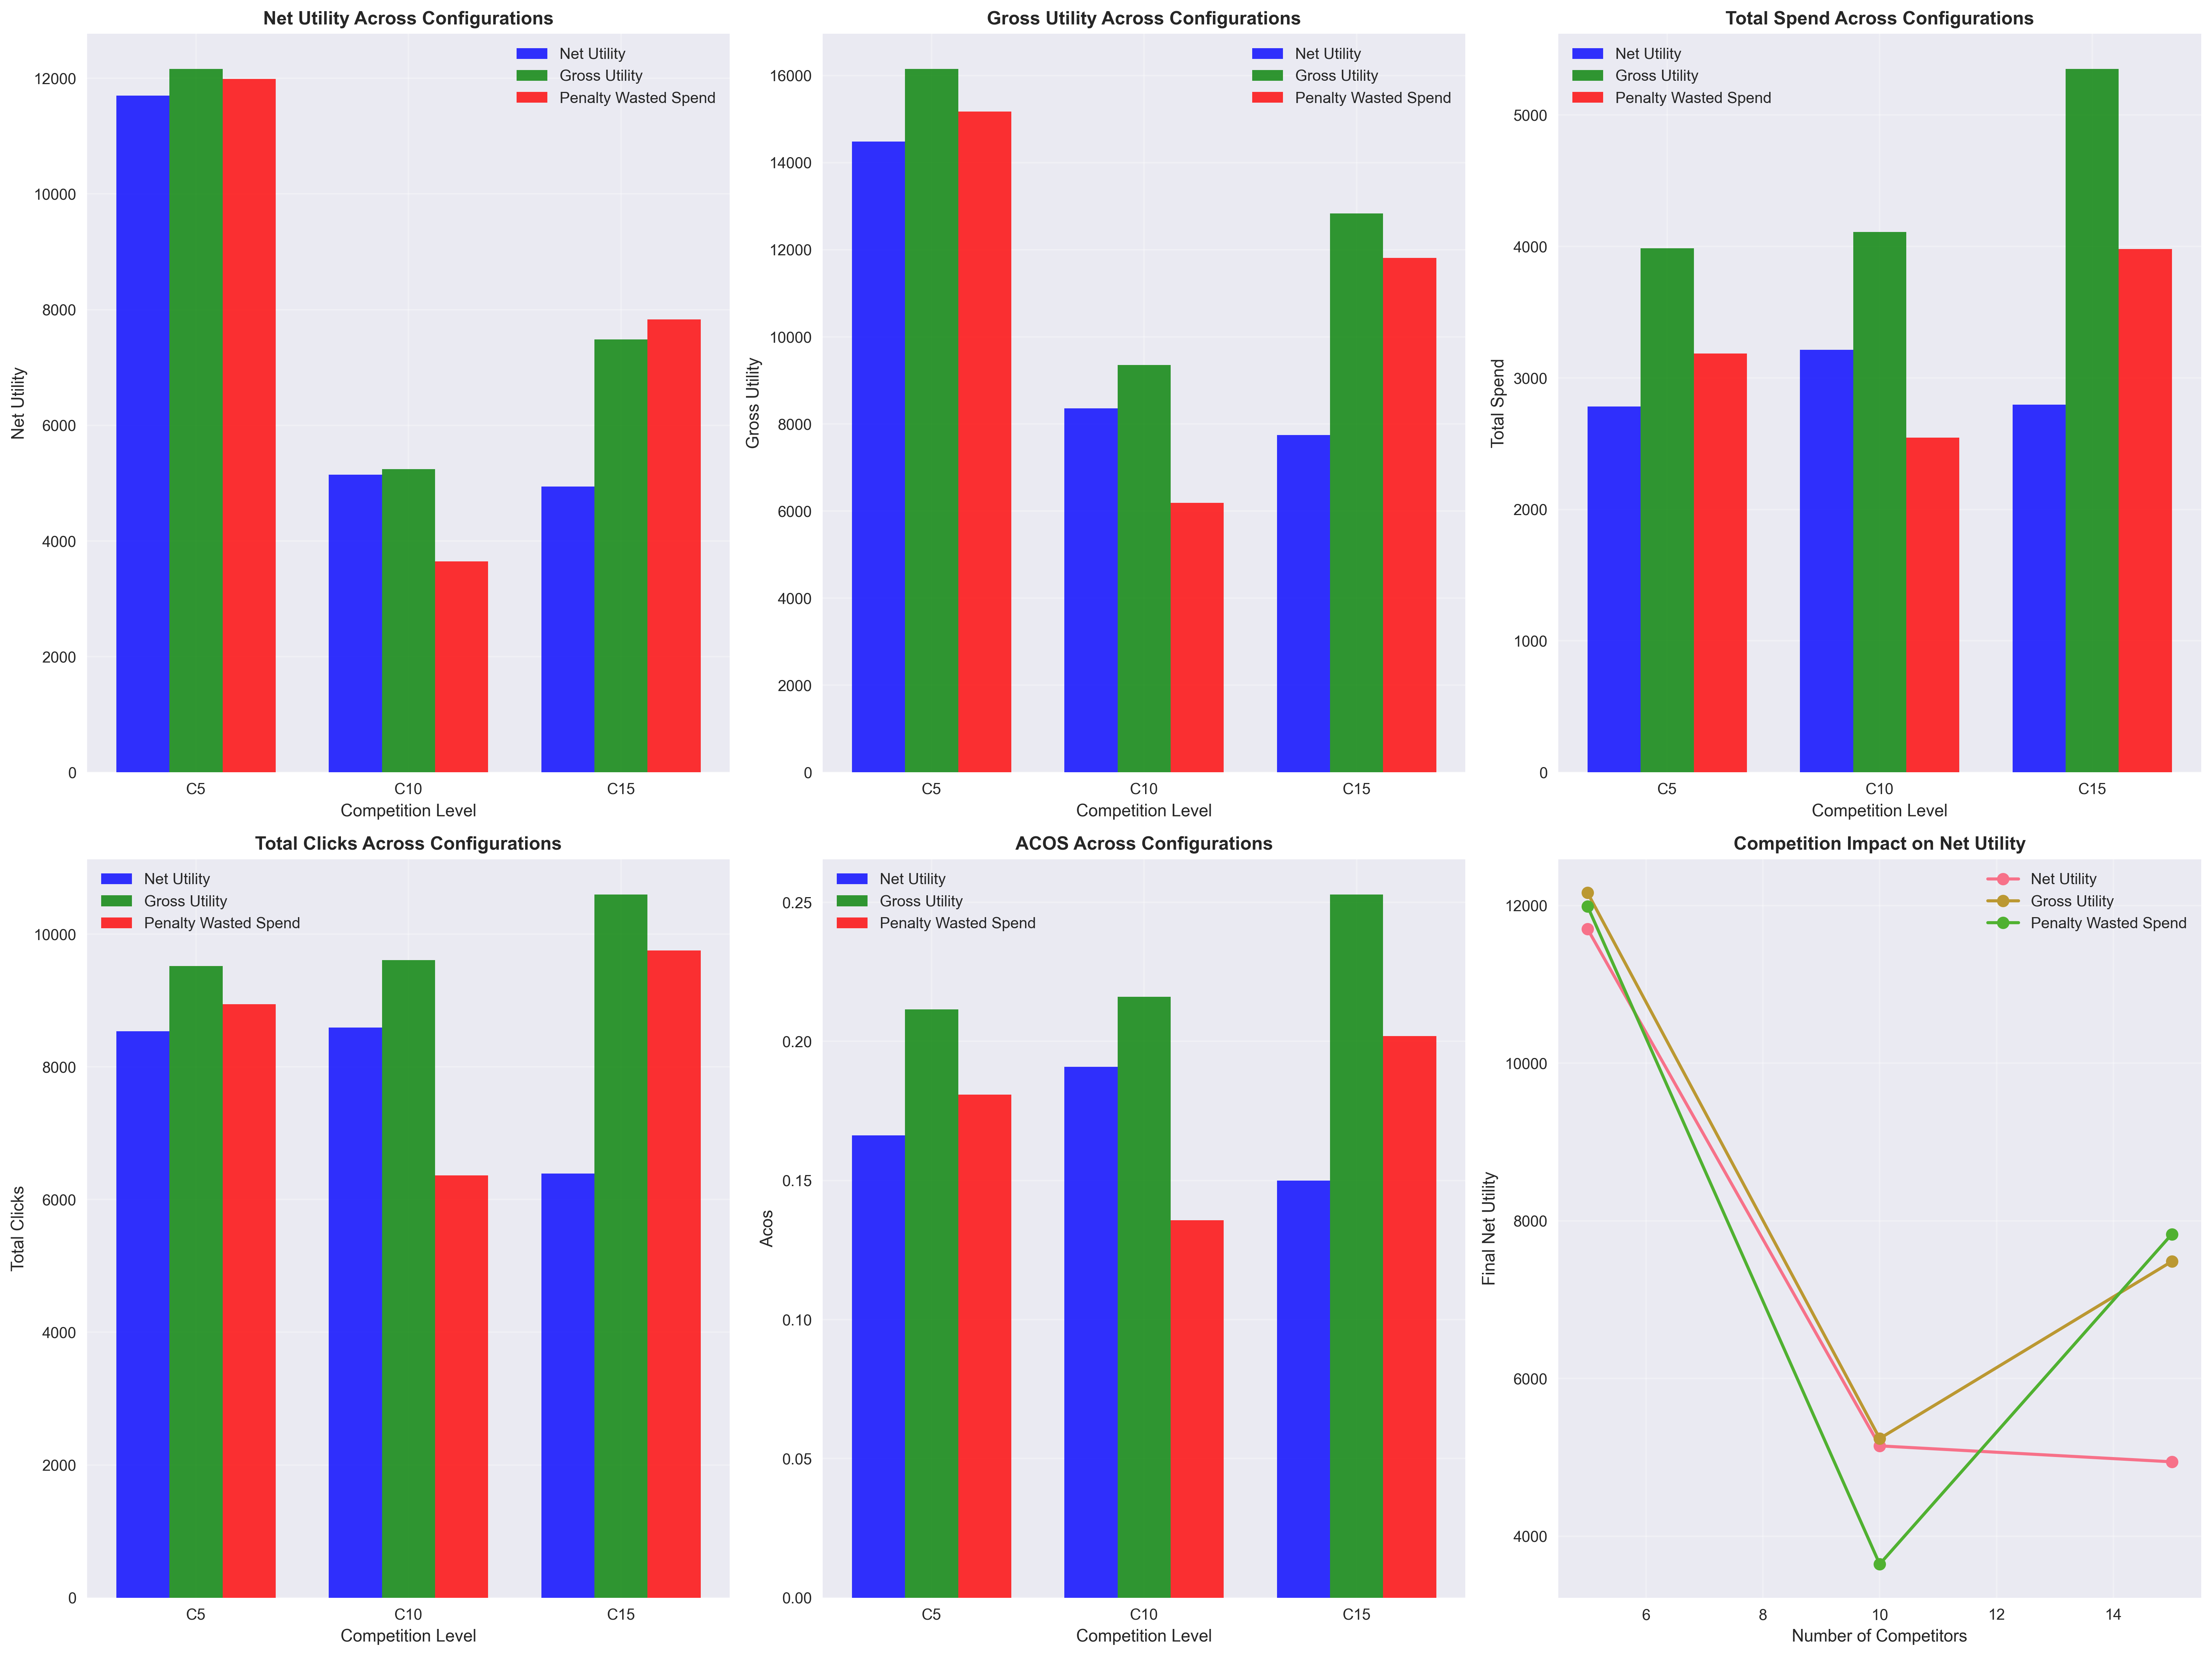 Net Utility Across Configurations
Net Utility
Gross Utility
Penalty Wasted Spend
12000
10000
8000
6000
4000
2000
0
Net Utility
C5 C10 C15
Competition Level
Gross Utility Across Configurations
Net Utility
Gross Utility
Penalty Wasted Spend
16000
14000
12000
10000
8000
6000
4000
2000
0
Gross Utility
C5 C10 C15
Competition Level
Total Spend Across Configurations
Net Utility
Gross Utility
Penalty Wasted Spend
5000
4000
3000
2000
1000
0
Total Spend
C5 C10 C15
Competition Level
Total Clicks Across Configurations
Net Utility
Gross Utility
Penalty Wasted Spend
10000
8000
6000
4000
2000
0
Total Clicks
C5 C10 C15
Competition Level
ACOS Across Configurations
Net Utility
Gross Utility
Penalty Wasted Spend
0.25
0.20
0.15
0.10
0.05
0.00
Acos
C5 C10 C15
Competition Level
Competition Impact on Net Utility
Net Utility
Gross Utility
Penalty Wasted Spend
12000
10000
8000
6000
4000
Final Net Utility
6 8 10 12 14
Number of Competitors